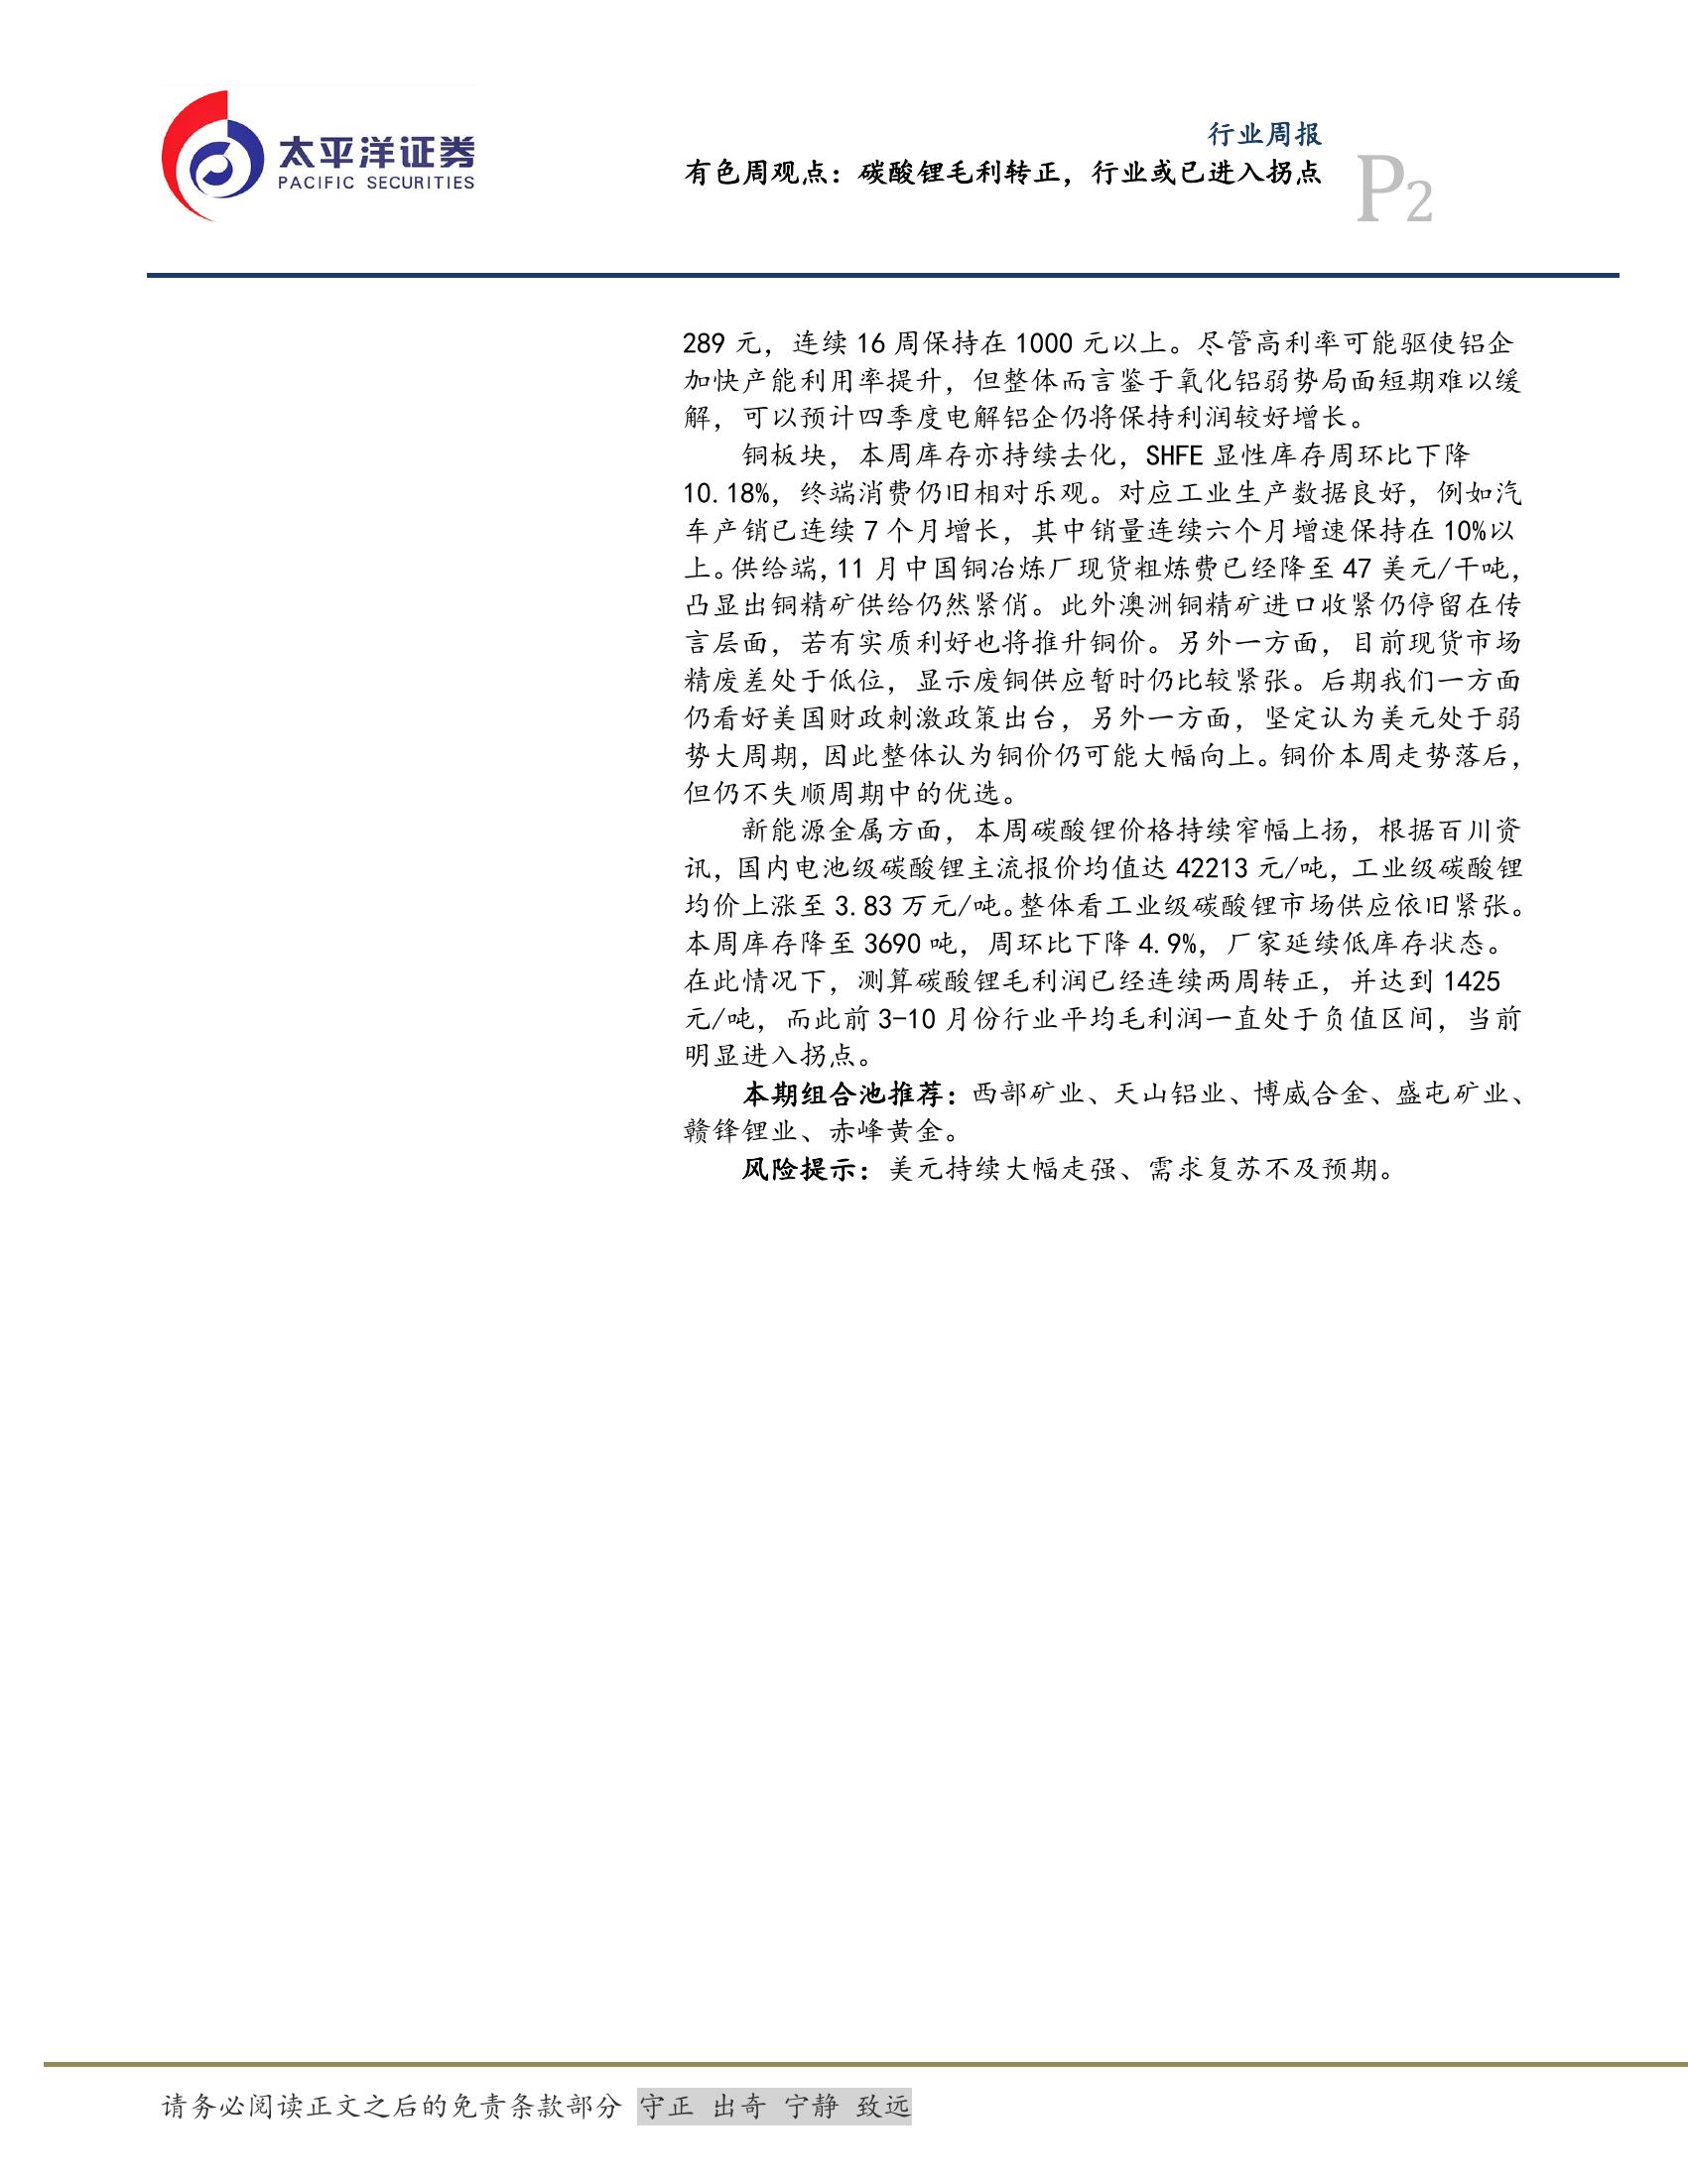 太平洋证券
PACIFIC SECURITIES
行业周报
有色周观点：碳酸锂毛利转正，行业或已进入拐点
P2
289 元，连续 16 周保持在 1000 元以上。尽管高利率可能驱使铝企
加快产能利用率提升，但整体而言鉴于氧化铝弱势局面短期难以缓
解，可以预计四季度电解铝企仍将保持利润较好增长。
铜板块，本周库存亦持续去化，SHFE 显性库存周环比下降
10.18%，终端消费仍旧相对乐观。对应工业生产数据良好，例如汽
车产销已连续 7 个月增长，其中销量连续六个月增速保持在 10%以
上。供给端，11 月中国铜冶炼厂现货粗炼费已经降至 47 美元/干吨，
凸显出铜精矿供给仍然紧俏。此外澳洲铜精矿进口收紧仍停留在传
言层面，若有实质利好也将推升铜价。另外一方面，目前现货市场
精废差处于低位，显示废铜供应暂时仍比较紧张。后期我们一方面
仍看好美国财政刺激政策出台，另外一方面，坚定认为美元处于弱
势大周期，因此整体认为铜价仍可能大幅向上。铜价本周走势落后，
但仍不失顺周期中的优选。
新能源金属方面，本周碳酸锂价格持续窄幅上扬，根据百川资
讯，国内电池级碳酸锂主流报价均值达 42213 元/吨，工业级碳酸锂
均价上涨至 3.83 万元/吨。整体看工业级碳酸锂市场供应依旧紧张。
本周库存降至 3690 吨，周环比下降 4.9%，厂家延续低库存状态。
在此情况下，测算碳酸锂毛利润已经连续两周转正，并达到 1425
元/吨，而此前 3-10 月份行业平均毛利润一直处于负值区间，当前
明显进入拐点。
本期组合池推荐：西部矿业、天山铝业、博威合金、盛屯矿业、
赣锋锂业、赤峰黄金。
风险提示：美元持续大幅走强、需求复苏不及预期。
请务必阅读正文之后的免责条款部分 守正 出奇 宁静 致远